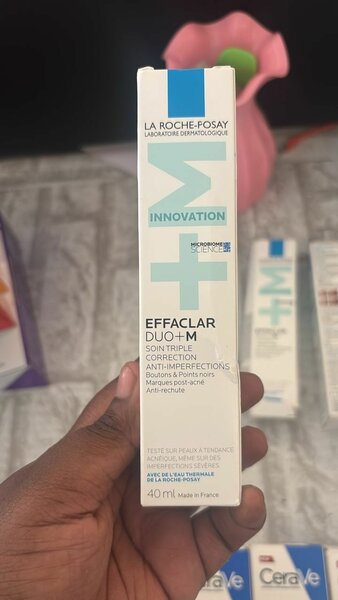 LA ROCHE-POSAY
LABORATOIRE DERMATOLOGIQUE
+M
INNOVATION
MICROBIOME
SCIENCE
EFFACLAR
DUO+M
SOIN TRIPLE
CORRECTION
ANTI-IMPERFECTIONS
Boutons & Points noirs
Marques post-acné
Anti-rechute
TESTÉ SUR PEAUX À TENDANCE
ACNÉIQUE, MÊME SUR DES
IMPERFECTIONS SÉVÈRES.
AVEC DE L'EAU THERMALE
DE LA ROCHE-POSAY
40ml Made in France
+M
EFFACLAR
CeraVe
CeraVe